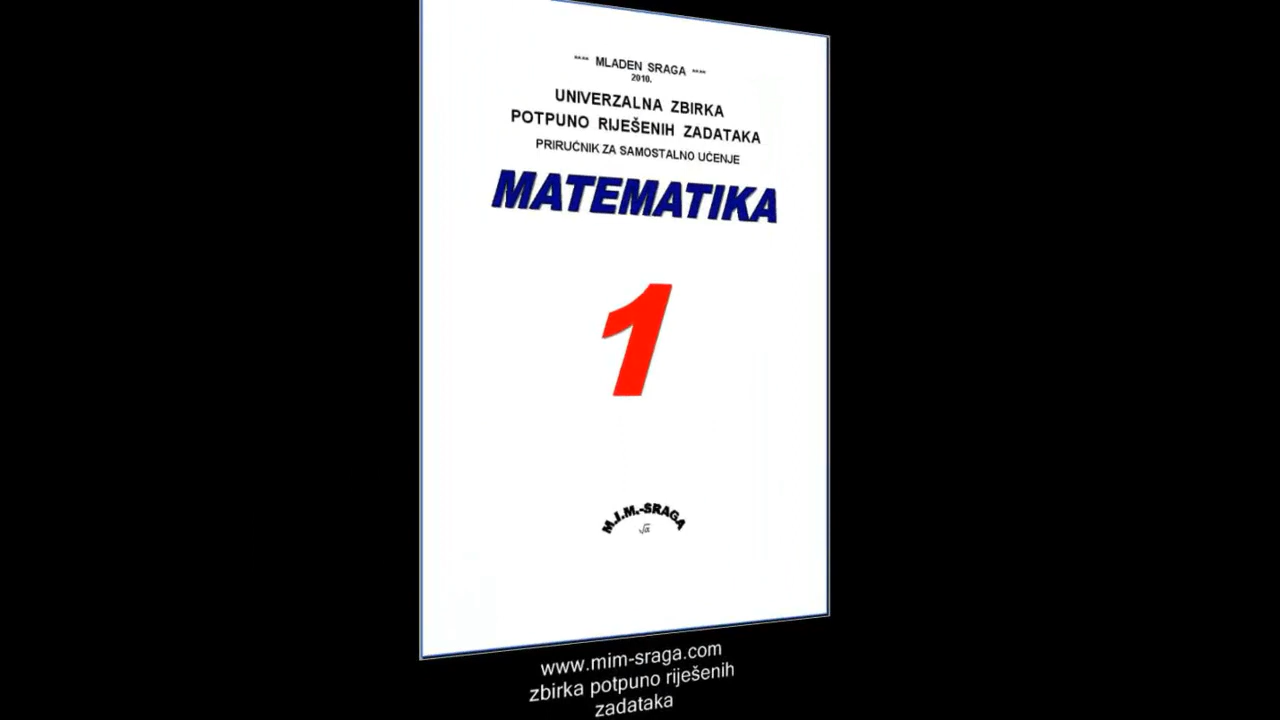 **** MLADEN SRAGA ****
2010.
UNIVERZALNA ZBIRKA
POTPUNO RIJEŠENIH ZADATAKA
PRIRUČNIK ZA SAMOSTALNO UČENJE
MATEMATIKA
1
M.I.M.-SRAGA
www.mim-sraga.com
zbirka potpuno riješenih
zadataka